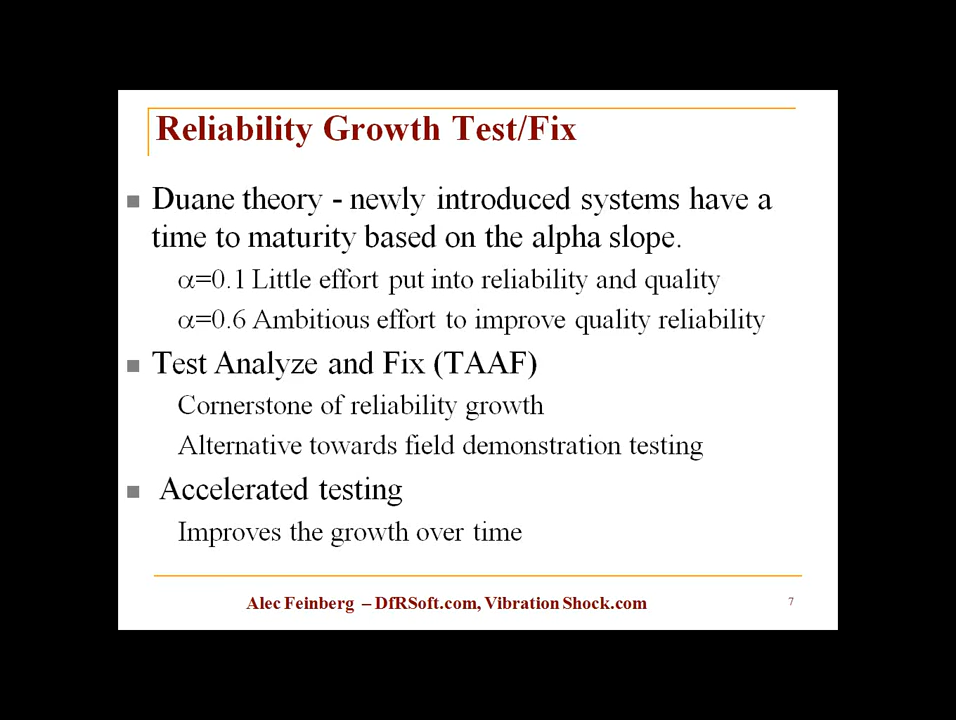 Reliability Growth Test/Fix
Duane theory - newly introduced systems have a
time to maturity based on the alpha slope.
α=0.1 Little effort put into reliability and quality
α=0.6 Ambitious effort to improve quality reliability
Test Analyze and Fix (TAAF)
Cornerstone of reliability growth
Alternative towards field demonstration testing
Accelerated testing
Improves the growth over time
Alec Feinberg – DfRSoft.com, Vibration Shock.com
7